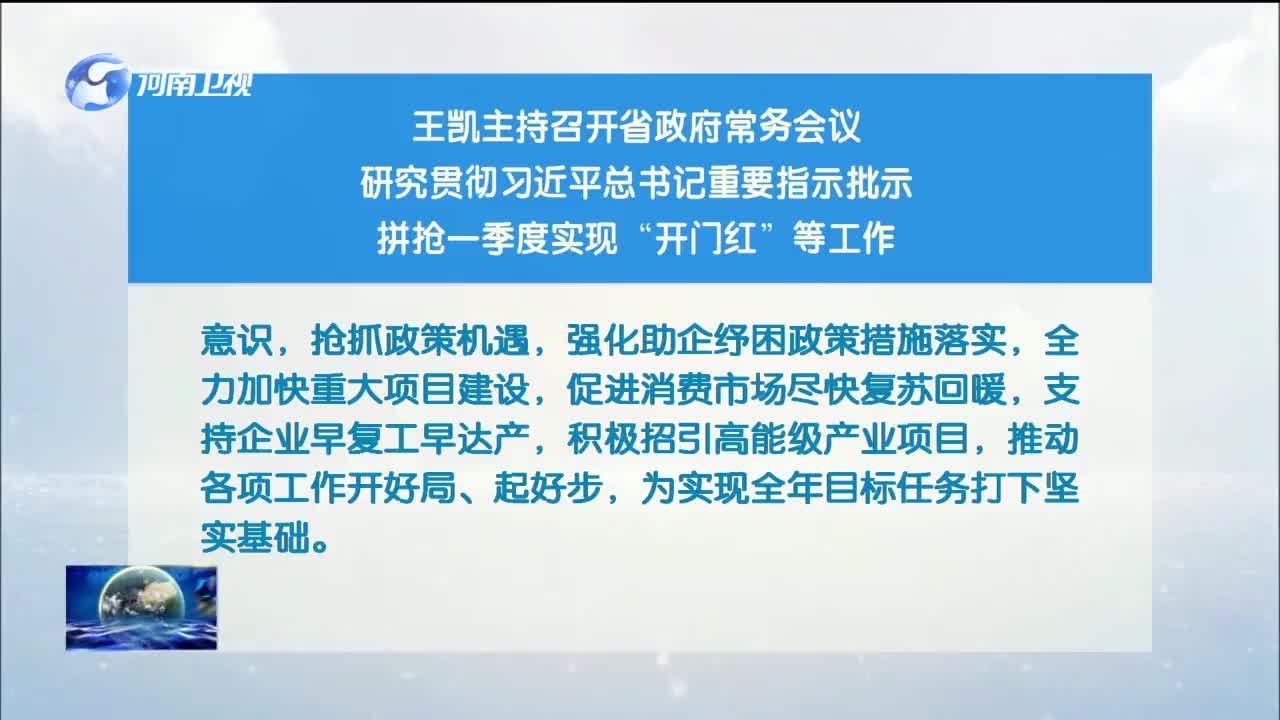 河南卫视
王凯主持召开省政府常务会议
研究贯彻习近平总书记重要指示批示
拼抢一季度实现“开门红”等工作
意识，抢抓政策机遇，强化助企纾困政策措施落实，全
力加快重大项目建设，促进消费市场尽快复苏回暖，支
持企业早复工早达产，积极招引高能级产业项目，推动
各项工作开好局、起好步，为实现全年目标任务打下坚
实基础。